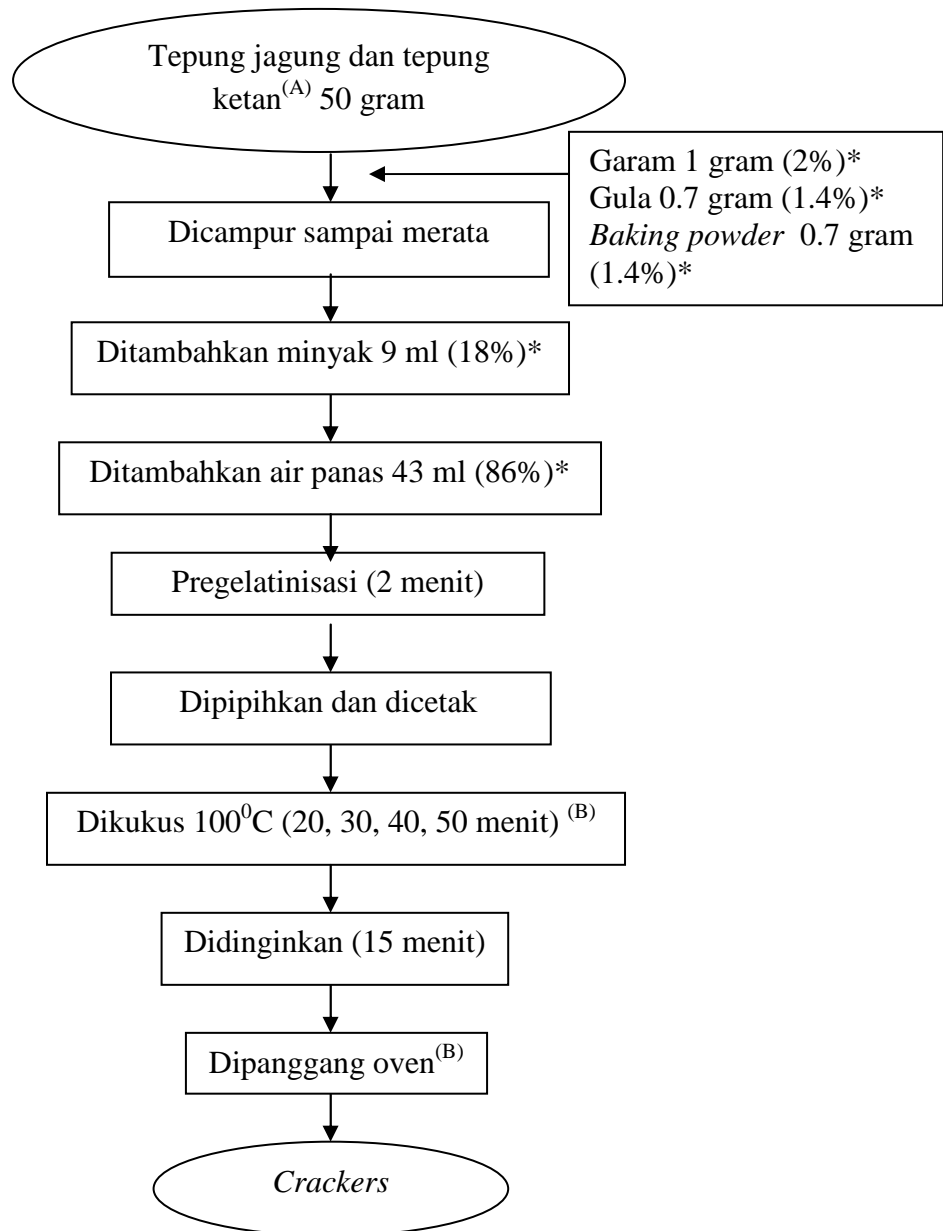 Tepung jagung dan tepung
ketan(A) 50 gram
Garam 1 gram (2%)*
Gula 0.7 gram (1.4%)*
Baking powder 0.7 gram
(1.4%)*
Dicampur sampai merata
Ditambahkan minyak 9 ml (18%)*
Ditambahkan air panas 43 ml (86%)*
Pregelatinisasi (2 menit)
Dipipihkan dan dicetak
Dikukus 100⁰C (20, 30, 40, 50 menit) (B)
Didinginkan (15 menit)
Dipanggang oven(B)
Crackers